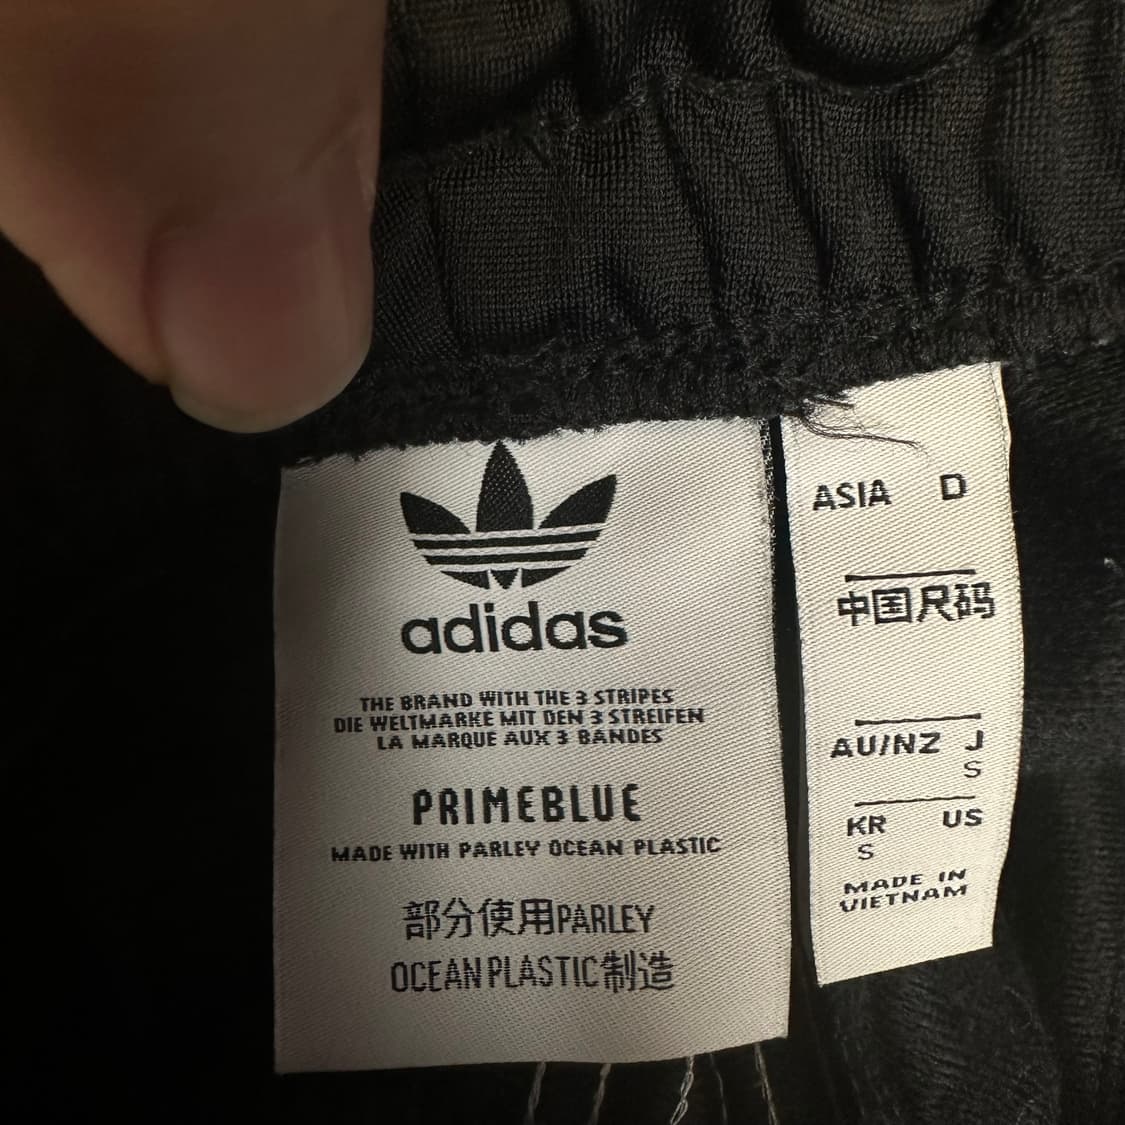 adidas
THE BRAND WITH THE 3 STRIPES
DIE WELTMARKE MIT DEN 3 STREIFEN
LA MARQUE AUX 3 BANDES
PRIMEBLUE
MADE WITH PARLEY OCEAN PLASTIC
部分使用PARLEY
OCEAN PLASTIC制造
ASIA D
中国尺码
AU/NZ J
S
KR US
S
MADE IN
VIETNAM